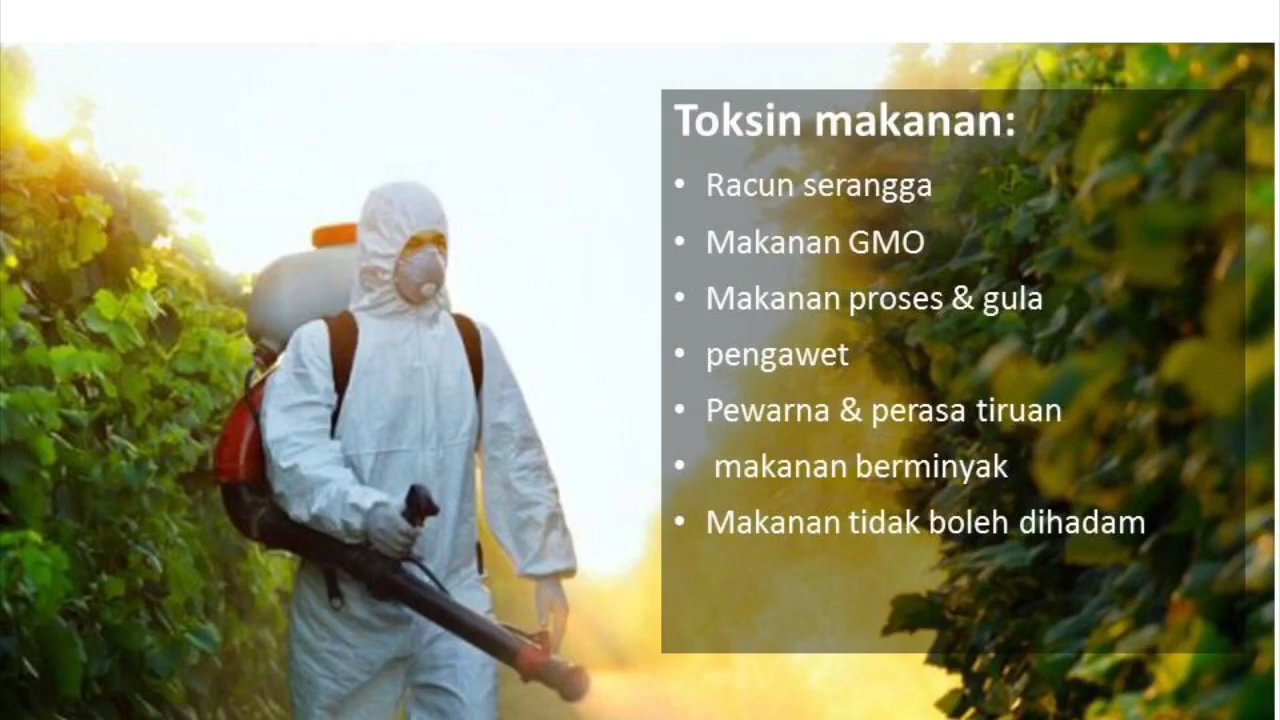 Toksin makanan:
• Racun serangga
• Makanan GMO
• Makanan proses & gula
• pengawet
• Pewarna & perasa tiruan
• makanan berminyak
• Makanan tidak boleh dihadam